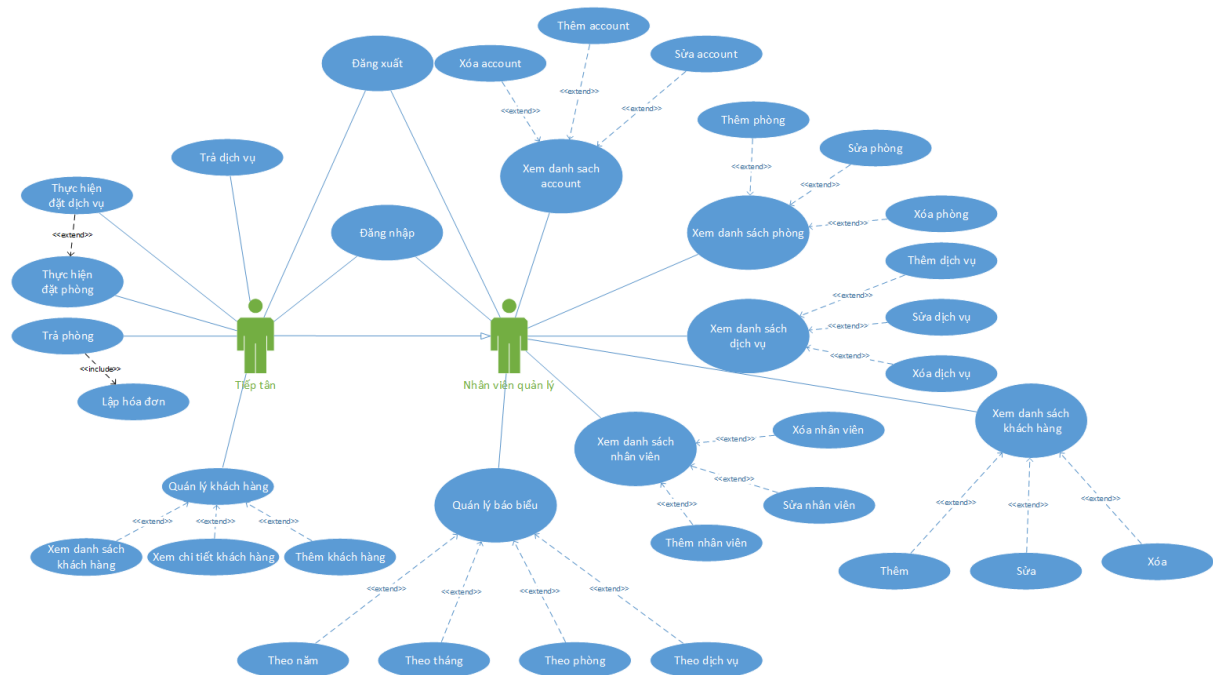 Thêm account
Đăng xuất
Xóa account
Sửa account
<<extend>>
<<extend>>
<<extend>>
Thêm phòng
Sửa phòng
Trả dịch vụ
Xem danh sach
account
<<extend>>
<<extend>>
Thực hiện
đặt dịch vụ
Xóa phòng
<<extend>>
<<extend>>
Đăng nhập
Xem danh sách phòng
Thêm dịch vụ
Thực hiện
đặt phòng
<<extend>>
Sửa dịch vụ
<<extend>>
Trả phòng
Xem danh sách
dịch vụ
<<include>>
<<extend>>
Xóa dịch vụ
Tiếp tân
Nhân viên quản lý
Lập hóa đơn
Xem danh sách
khách hàng
Xóa nhân viên
Xem danh sách
nhân viên
<<extend>>
Quán lý khách hàng
<<extend>>
Quán lý báo biểu
Sửa nhân viên
<<extend>>
<<extend>>
<<extend>>
<<extend>>
<<extend>>
<<extend>>
<<extend>>
Thêm nhân viên
Xem danh sách
khách hàng
Xem chi tiết khách hàng
Thêm khách hàng
Thêm
Sửa
Xóa
<<extend>>
<<extend>>
<<extend>>
<<extend>>
Theo năm
Theo tháng
Theo phòng
Theo dịch vụ